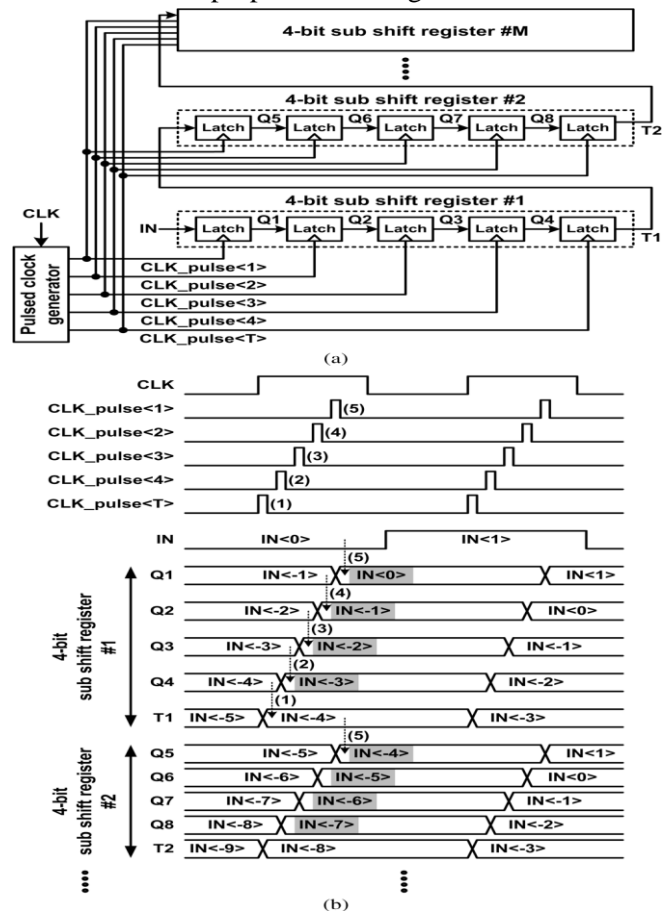 4-bit sub shift register #M
4-bit sub shift register #2
Q5 Q6 Q7 Q8
Latch Latch Latch Latch Latch
T2
4-bit sub shift register #1
CLK
IN Q1 Q2 Q3 Q4
Latch Latch Latch Latch Latch
T1
Pulsed clock
generator
CLK_pulse<1>
CLK_pulse<2>
CLK_pulse<3>
CLK_pulse<4>
CLK_pulse<T>
(a)
CLK
CLK_pulse<1> (5)
CLK_pulse<2> (4)
CLK_pulse<3> (3)
CLK_pulse<4> (2)
CLK_pulse<T> (1)
IN IN<0> IN<1>
(5)
Q1 IN<-1> IN<0> IN<1>
(4)
Q2 IN<-2> IN<-1> IN<0>
(3)
Q3 IN<-3> IN<-2> IN<-1>
(2)
Q4 IN<-4> IN<-3> IN<-2>
(1)
T1 IN<-5> IN<-4> IN<-3>
4-bit
sub shift register
#1
(5)
Q5 IN<-5> IN<-4> IN<1>
Q6 IN<-6> IN<-5> IN<0>
Q7 IN<-7> IN<-6> IN<-1>
Q8 IN<-8> IN<-7> IN<-2>
T2 IN<-9> IN<-8> IN<-3>
4-bit
sub shift register
#2
(b)